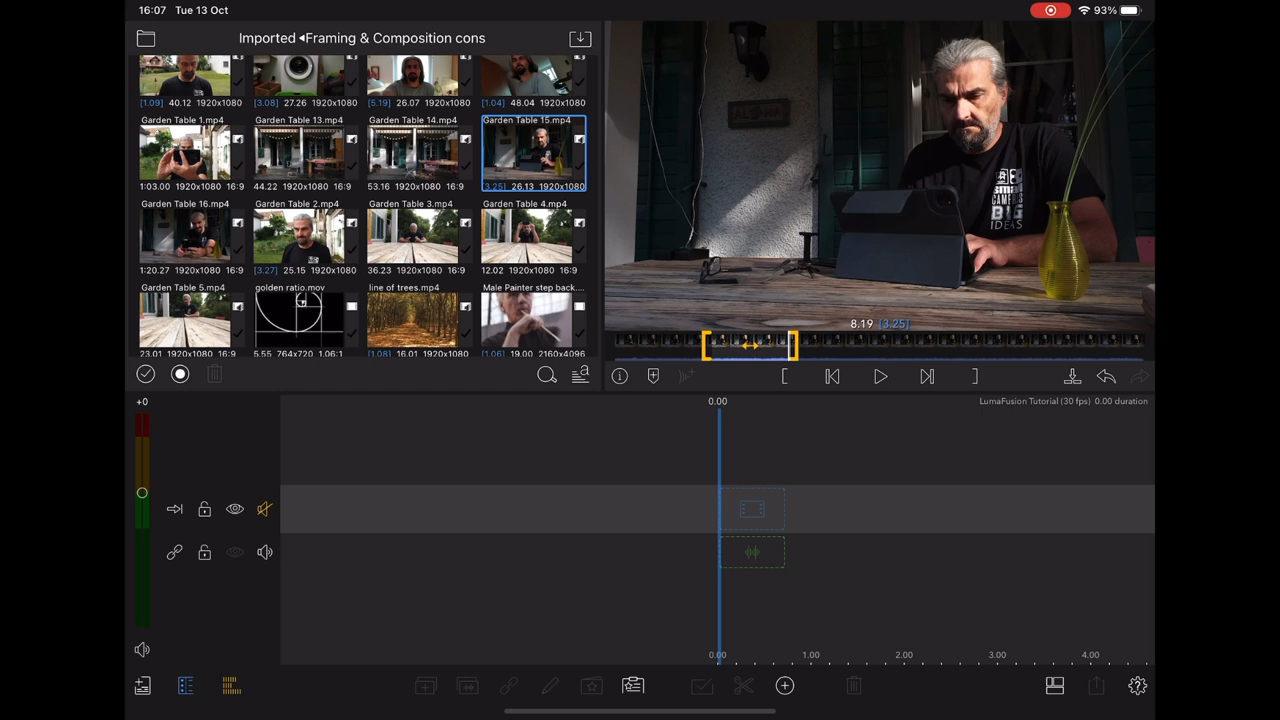 16:07 Tue 13 Oct
93%
Imported ◂Framing & Composition cons
[1.09] 40.12 1920x1080
[3.08] 27.26 1920x1080
[5.19] 26.07 1920x1080
[1.04] 48.04 1920x1080
Garden Table 1.mp4
Garden Table 13.mp4
Garden Table 14.mp4
Garden Table 15.mp4
1:03.00 1920x1080 16:9
44.22 1920x1080 16:9
53.16 1920x1080 16:9
[3.25] 26.13 1920x1080
Garden Table 16.mp4
Garden Table 2.mp4
Garden Table 3.mp4
Garden Table 4.mp4
1:20.27 1920x1080 16:9
[3.27] 25.15 1920x1080
36.23 1920x1080 16:9
12.02 1920x1080 16:9
Garden Table 5.mp4
golden ratio.mov
line of trees.mp4
Male Painter step back....
23.01 1920x1080 16:9
5.55 764x720 1.06:1
[1.08] 16.01 1920x1080
[1.06] 19.00 2160x4096
ALOHA
small
CAMERAS
BIG
IDEAS
8.19 [3.25]
+0
0.00
LumaFusion Tutorial (30 fps) 0.00 duration
0.00 1.00 2.00 3.00 4.00